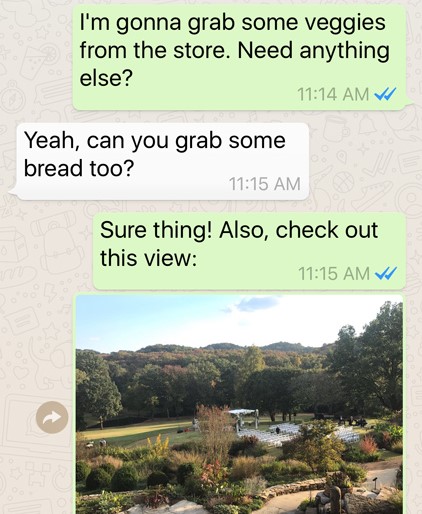 I'm gonna grab some veggies
from the store. Need anything
else?
11:14 AM
Yeah, can you grab some
bread too?
11:15 AM
Sure thing! Also, check out
this view:
11:15 AM